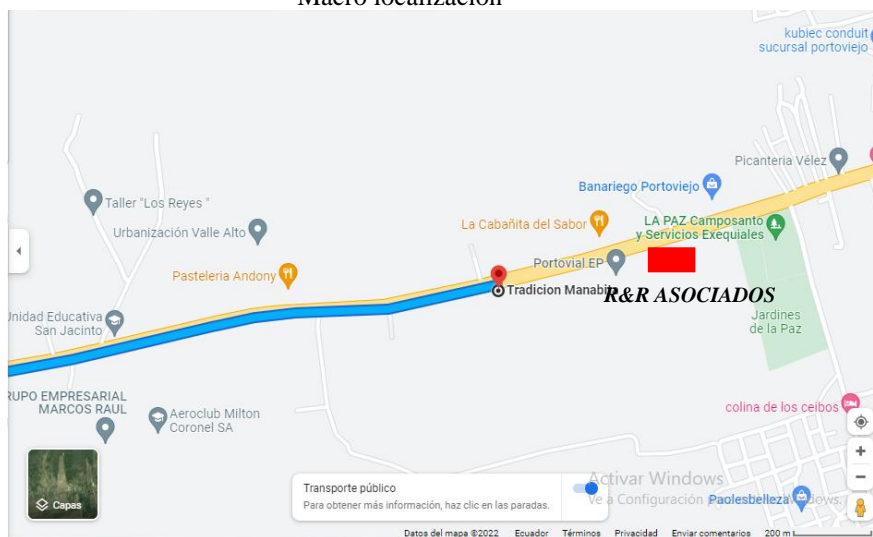 Macro localización
kubiec conduit
sucursal portoviejo
Picanteria Vélez
Banariego Portoviejo
Taller "Los Reyes "
LA PAZ Camposanto
y Servicios Exequiales
La Cabañita del Sabor
Urbanización Valle Alto
Portovial EP
Pasteleria Andony
Tradicion Manabita
R&R ASOCIADOS
Jardines
de la Paz
Unidad Educativa
San Jacinto
RUPO EMPRESARIAL
MARCOS RAUL
Aeroclub Milton
Coronel SA
colina de los ceibos
Capas
Transporte público
Para obtener más información, haz clic en las paradas.
Activar Windows
Ve a Configuración
Paolesbelleza
Datos del mapa ©2022 Ecuador Términos Privacidad Enviar comentarios 200 m